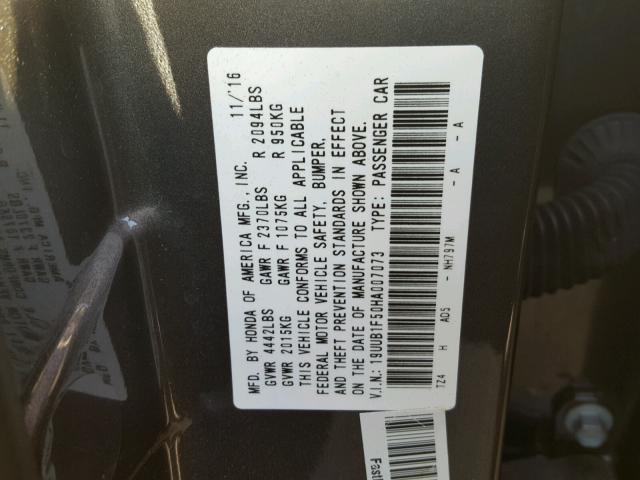 MFD. BY HONDA OF AMERICA MFG., INC. 11/'16
GVWR 4442LBS GAWR F 2370LBS R 2094LBS
GVWR 2015KG GAWR F 1075KG R 950KG
THIS VEHICLE CONFORMS TO ALL APPLICABLE
FEDERAL MOTOR VEHICLE SAFETY, BUMPER,
AND THEFT PREVENTION STANDARDS IN EFFECT
ON THE DATE OF MANUFACTURE SHOWN ABOVE.
V.I.N.: 19UUB1F50HA007073 TYPE: PASSENGER CAR
TZ4 H AO5 - NH797M - A - A